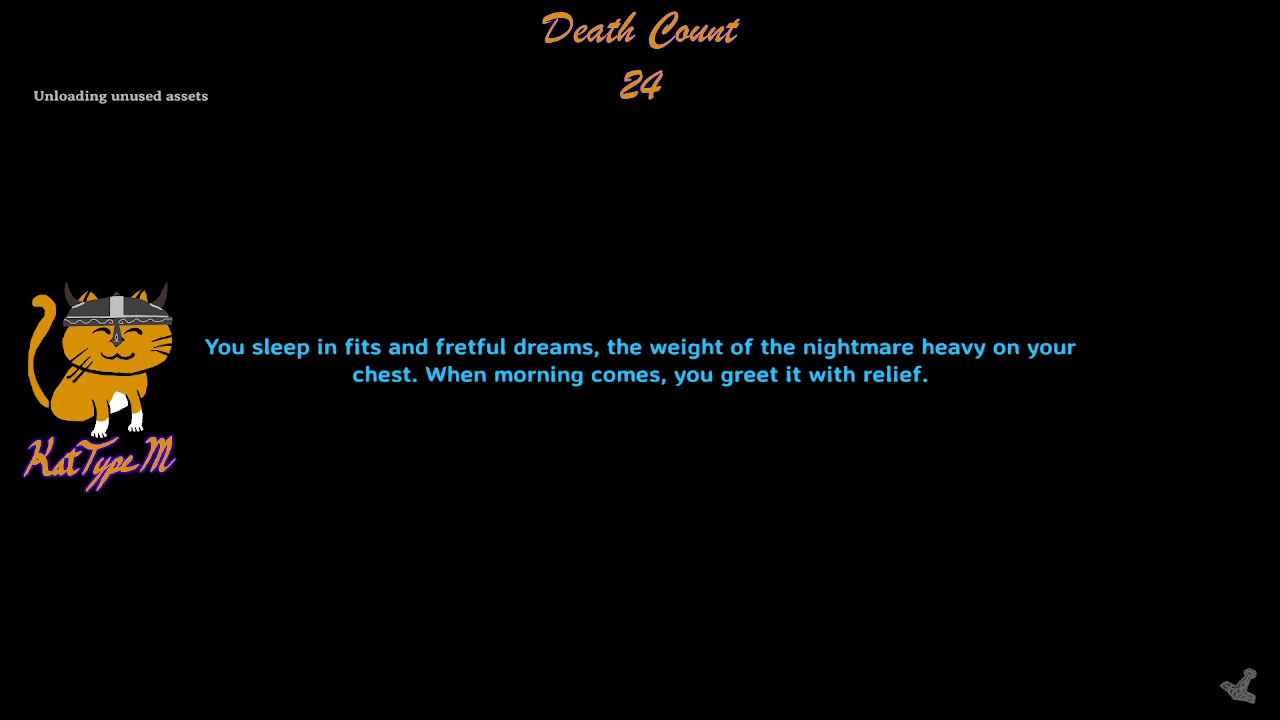 Death Count
24
Unloading unused assets
You sleep in fits and fretful dreams, the weight of the nightmare heavy on your
chest. When morning comes, you greet it with relief.
KatTypeM